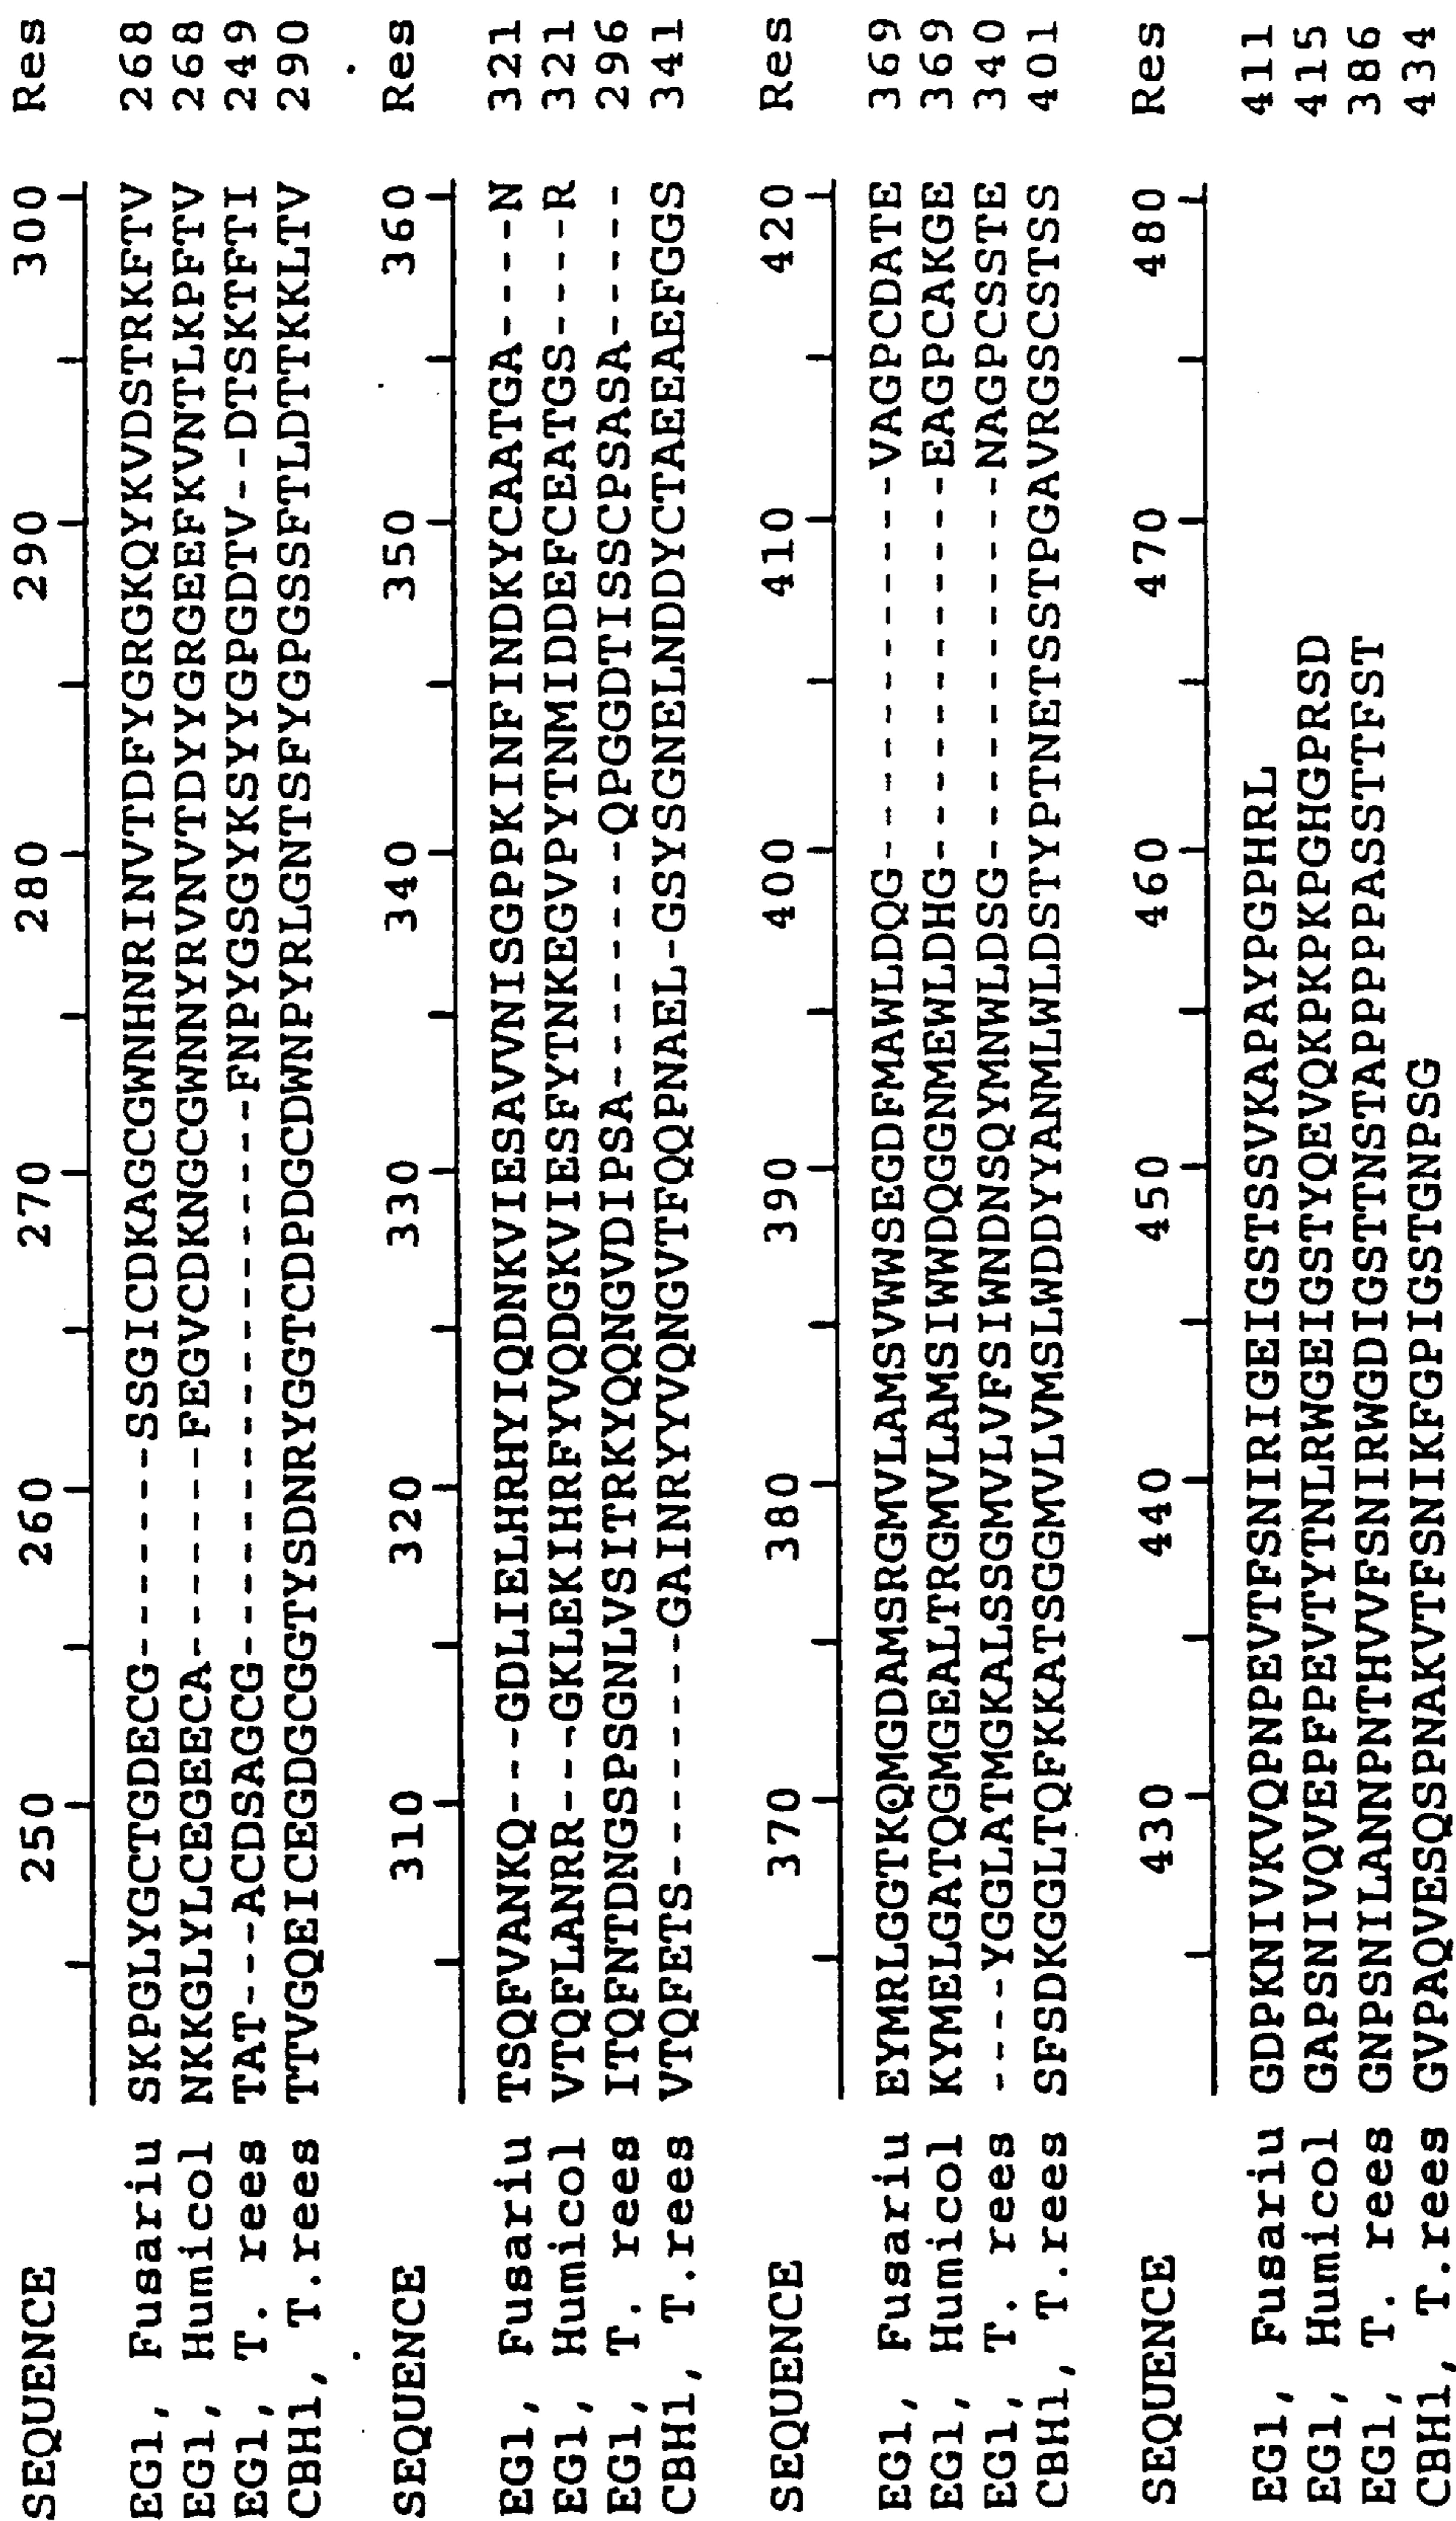 SEQUENCE 250 260 270 280 290 300 Res
EG1, Fusariu SKPGLYGCTGDECG-------SSGICDKAGCGWNHNRINVTDFYGRGKQYKVDSTRKFTV 268
EG1, Humicol NKKGLYLCEGEECA-------FEGVCDKNGCGWNNYRVNVTDYYGRGEEFKVNTLKPFTV 268
EG1, T. rees TAT---ACDSAGCG------------------FNPYGSGYKSYYGPGDTV--DTSKTFTI 249
CBH1, T.rees TTVGQEICEGDGCGGTYSDNRYGGTCDPDGCDWNPYRLGNTSFYGPGSSFTLDTTKKLTV 290
SEQUENCE 310 320 330 340 350 360 Res
EG1, Fusariu TSQFVANKQ---GDLIELHRHYIQDNKVIESAVVNISGPPKINFINDKYCAATGA----N 321
EG1, Humicol VTQFLANRR---GKLEKIHRFYVQDGKVIESFYTNKEGVPYTNMIDDEFCEATGS----R 321
EG1, T. rees ITQFNTDNGSPSGNLVSITRKYQQNGVDIPSA--------QPGGDTISSCPSASA----- 296
CBH1, T.rees VTQFETS--------GAINRYYVQNGVTFQQPNAEL-GSYSGNELNDDYCTAEEAEFGGS 341
SEQUENCE 370 380 390 400 410 420 Res
EG1, Fusariu EYMRLGGTKQMGDAMSRGMVLAMSVWWSEGDFMAWLDQG------------VAGPCDATE 369
EG1, Humicol KYMELGATQGMGEALTRGMVLAMSIWWDQGGNMEWLDHG------------EAGPCAKGE 369
EG1, T. rees ----YGGLATMGKALSSGMVLVFSIWNDNSQYMNWLDSG------------NAGPCSSTE 340
CBH1, T.rees SFSDKGGLTQFKKATSGGMVLVMSLWDDYYANMLWLDSTYPTNETSSTPGAVRGSCSTSS 401
SEQUENCE 430 440 450 460 470 480 Res
EG1, Fusariu GDPKNIVKVQPNPEVTFSNIRIGEIGSTSSVKAPAYPGPHRL 411
EG1, Humicol GAPSNIVQVEPFPEVTYTNLRWGEIGSTYQEVQKPKPKPGHGPRSD 415
EG1, T. rees GNPSNILANNPNTHVVFSNIRWGDIGSTTNSTAPPPPPASSTTFST 386
CBH1, T.rees GVPAQVESQSPNAKVTFSNIKFGPIGSTGNPSG 434